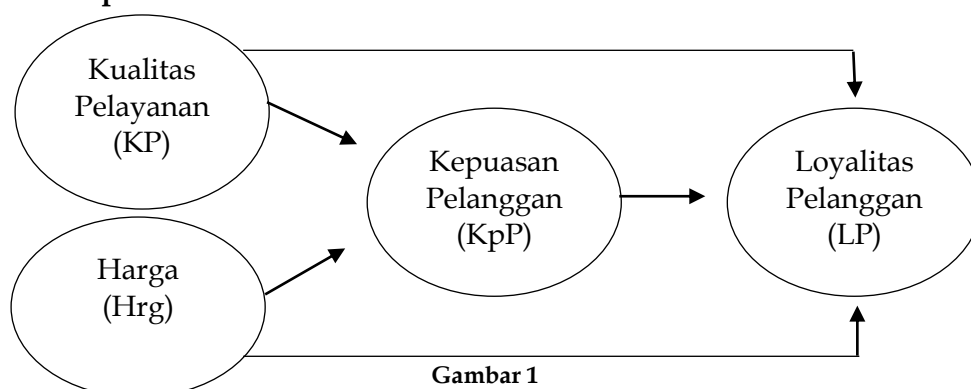 Kualitas
Pelayanan
(KP)
Harga
(Hrg)
Kepuasan
Pelanggan
(KpP)
Loyalitas
Pelanggan
(LP)
Gambar 1